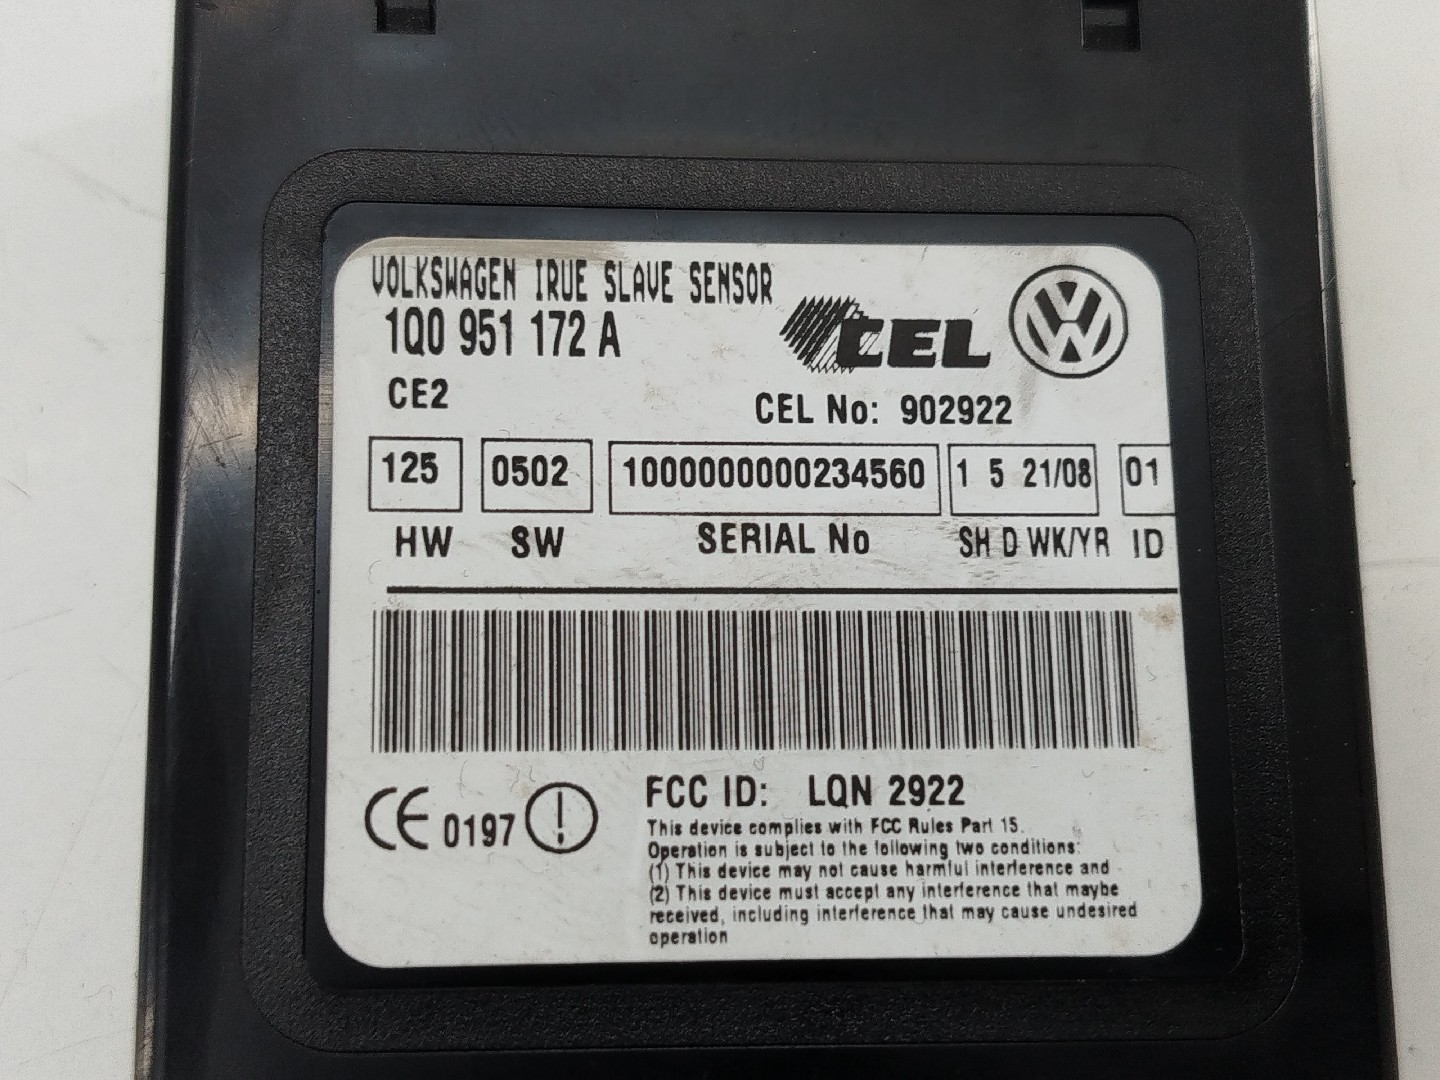 VOLKSWAGEN IRUE SLAVE SENSOR
1Q0 951 172 A
CEL
CE2
CEL No: 902922
125 0502 1000000000234560 1 5 21/08 01
HW SW SERIAL No SH D WK/YR ID
CE 0197
FCC ID: LQN 2922
This device complies with FCC Rules Part 15.
Operation is subject to the following two conditions:
(1) This device may not cause harmful interference and
(2) This device must accept any interference that maybe
received, including interference that may cause undesired
operation